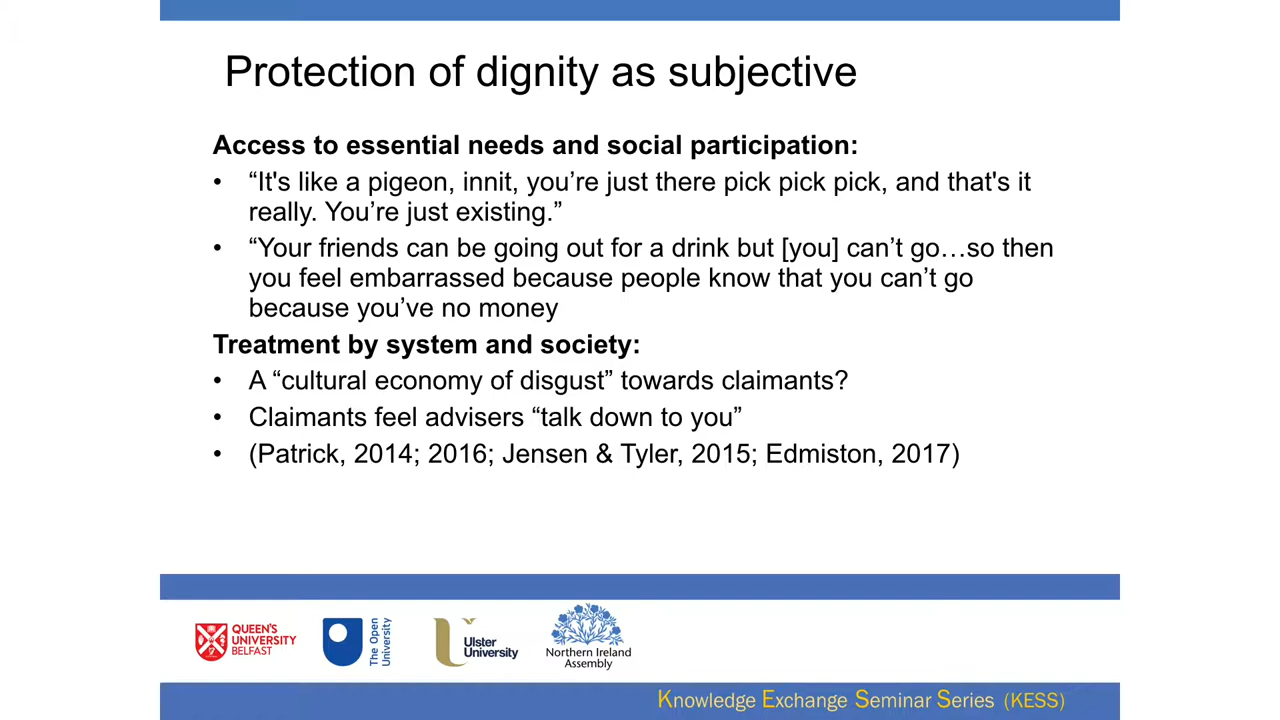 Protection of dignity as subjective
Access to essential needs and social participation:
• “It's like a pigeon, innit, you’re just there pick pick pick, and that's it
really. You’re just existing.”
• “Your friends can be going out for a drink but [you] can’t go…so then
you feel embarrassed because people know that you can’t go
because you’ve no money
Treatment by system and society:
• A “cultural economy of disgust” towards claimants?
• Claimants feel advisers “talk down to you”
• (Patrick, 2014; 2016; Jensen & Tyler, 2015; Edmiston, 2017)
QUEEN'S
UNIVERSITY
BELFAST
The Open
University
Ulster
University
Northern Ireland
Assembly
Knowledge Exchange Seminar Series (KESS)